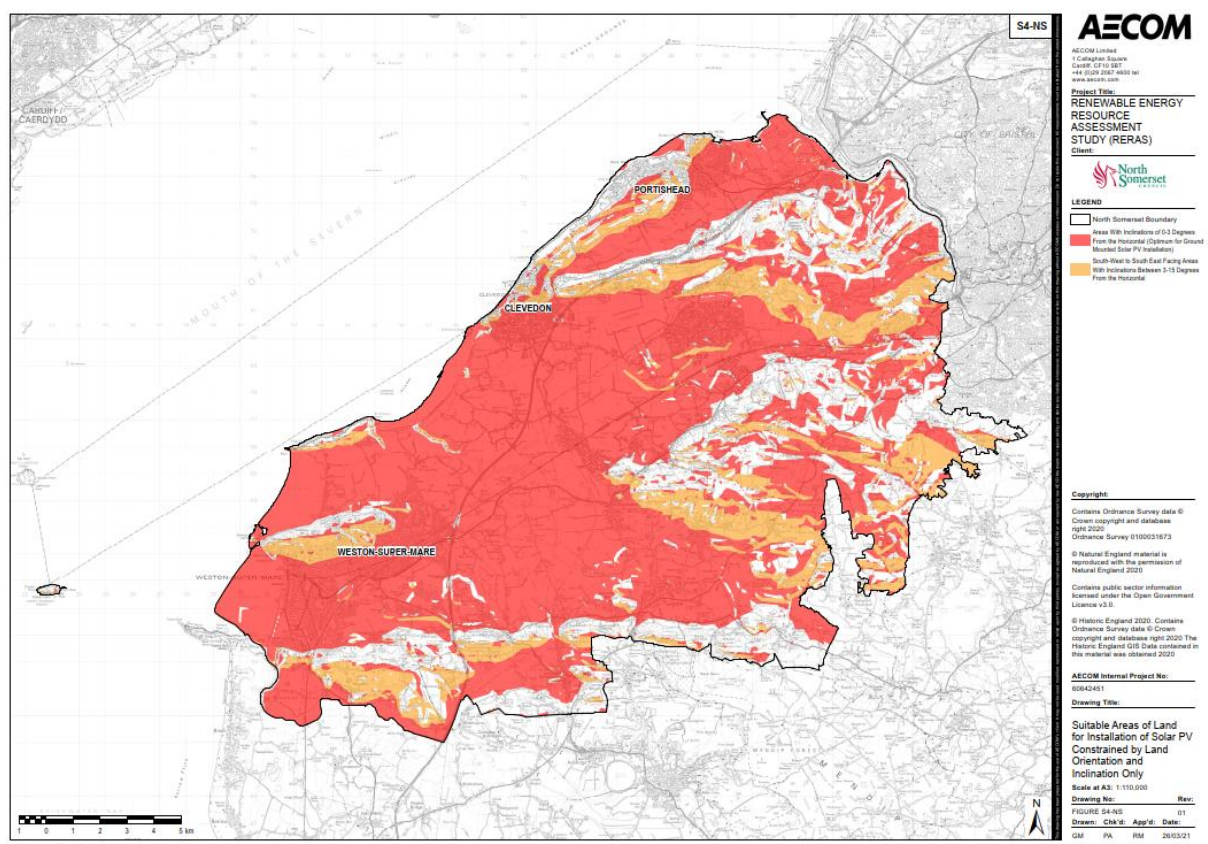 S4-NS
CARDIFF/
CAERDYDD
CITY OF BRISTOL
MOUTH OF THE SEVERN
PORTISHEAD
CLEVEDON
CLEVEDON
WESTON-SUPER-MARE
WESTON-SUPER-MARE
MENDIP FOREST
1 0 1 2 3 4 5 km
N
AECOM
AECOM Limited
1 Callaghan Square
Cardiff, CF10 5BT
+44 (0)29 2067 4600 tel
www.aecom.com
Project Title:
RENEWABLE ENERGY
RESOURCE
ASSESSMENT
STUDY (RERAS)
Client:
North
Somerset
COUNCIL
LEGEND
North Somerset Boundary
Areas With Inclinations of 0-3 Degrees
From the Horizontal (Optimum for Ground
Mounted Solar PV Installation)
South-West to South East Facing Areas
With Inclinations Between 3-15 Degrees
From the Horizontal
Copyright:
Contains Ordnance Survey data ©
Crown copyright and database
right 2020
Ordnance Survey 0100031673
© Natural England material is
reproduced with the permission of
Natural England 2020
Contains public sector information
licensed under the Open Government
Licence v3.0.
© Historic England 2020. Contains
Ordnance Survey data © Crown
copyright and database right 2020 The
Historic England GIS Data contained in
this material was obtained 2020
AECOM Internal Project No:
60642451
Drawing Title:
Suitable Areas of Land
for Installation of Solar PV
Constrained by Land
Orientation and
Inclination Only
Scale at A3: 1:110,000
Drawing No: Rev:
FIGURE S4-NS 01
Drawn: Chk'd: App'd: Date:
GM PA RM 26/03/21